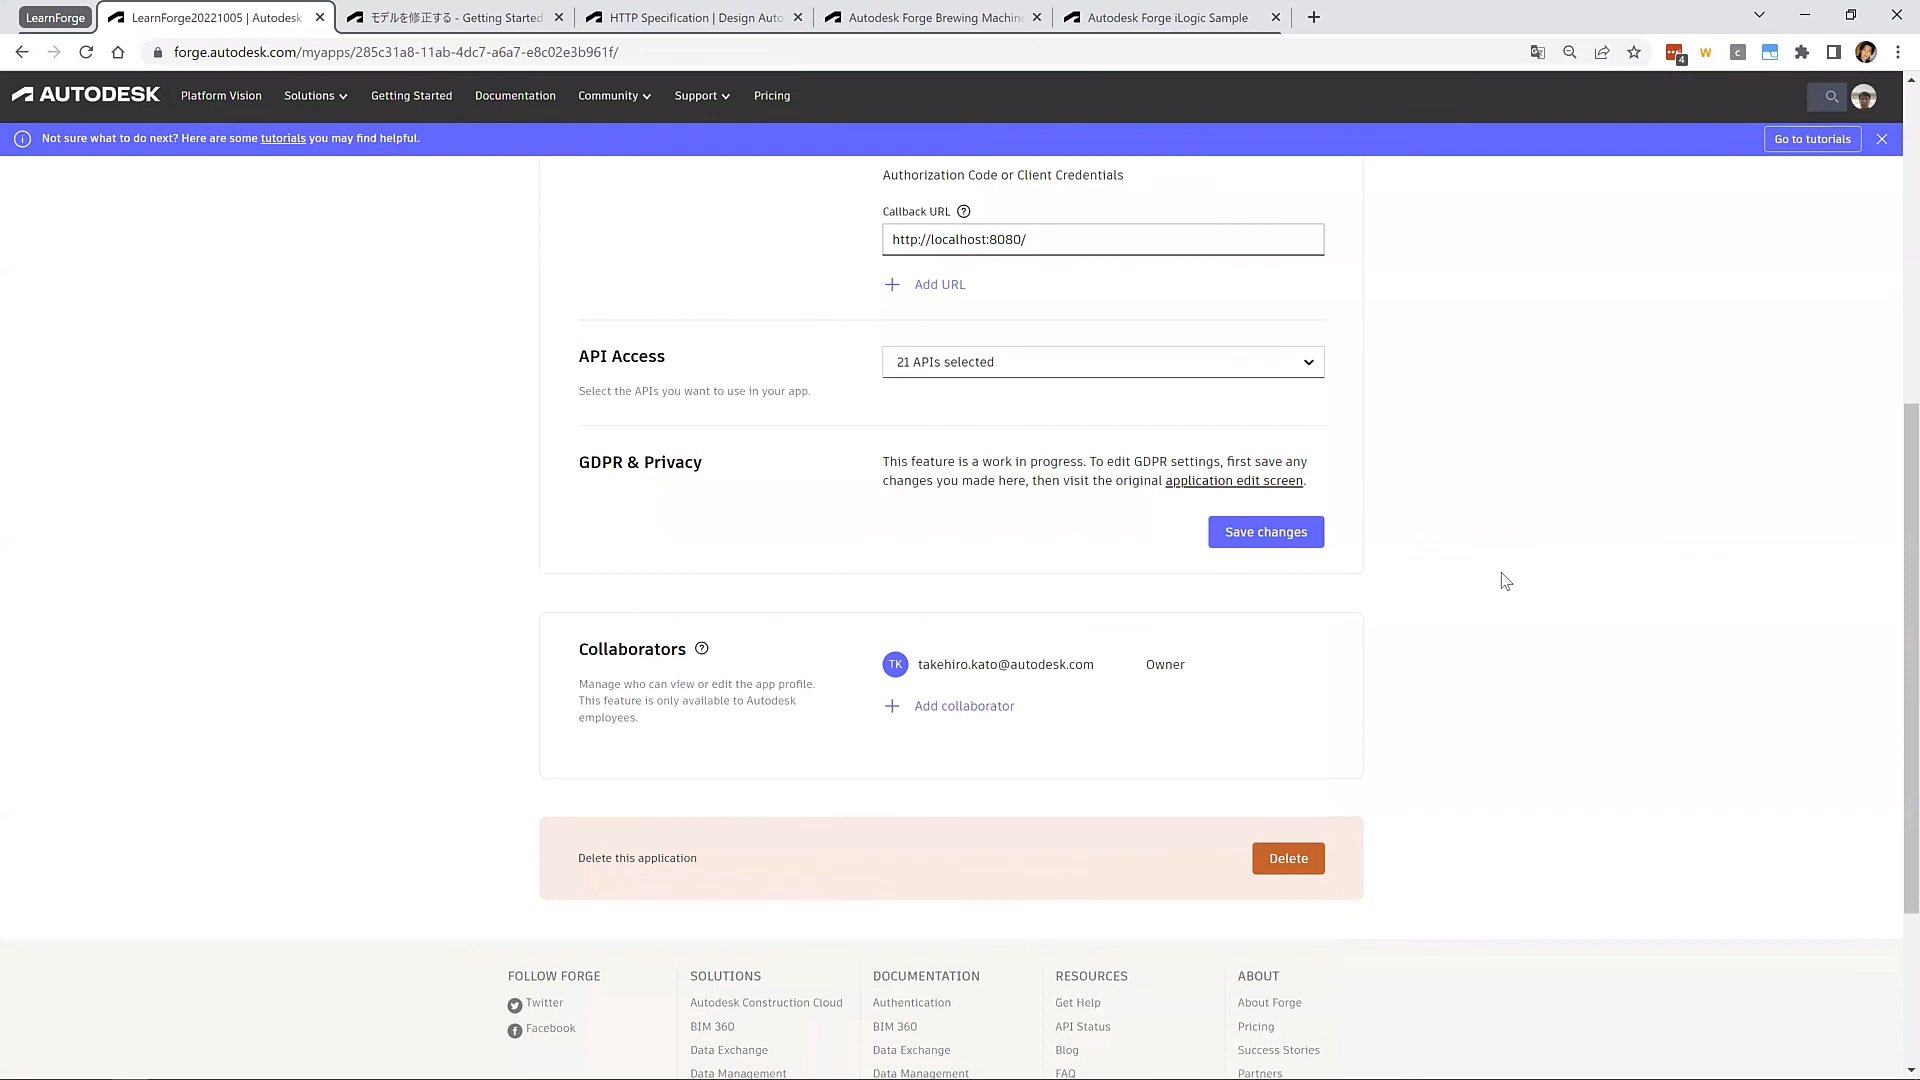 LearnForge
LearnForge20221005 | Autodesk
モデルを修正する - Getting Started
HTTP Specification | Design Auto
Autodesk Forge Brewing Machine
Autodesk Forge iLogic Sample
forge.autodesk.com/myapps/285c31a8-11ab-4dc7-a6a7-e8c02e3b961f/
4
W
c
AUTODESK
Platform Vision
Solutions
Getting Started
Documentation
Community
Support
Pricing
Not sure what to do next? Here are some tutorials you may find helpful.
Go to tutorials
Authorization Code or Client Credentials
Callback URL
http://localhost:8080/
Add URL
API Access
21 APIs selected
Select the APIs you want to use in your app.
GDPR & Privacy
This feature is a work in progress. To edit GDPR settings, first save any
changes you made here, then visit the original application edit screen.
Save changes
Collaborators
TK
takehiro.kato@autodesk.com
Owner
Manage who can view or edit the app profile.
This feature is only available to Autodesk
employees.
Add collaborator
Delete this application
Delete
FOLLOW FORGE
Twitter
Facebook
SOLUTIONS
Autodesk Construction Cloud
BIM 360
Data Exchange
Data Management
DOCUMENTATION
Authentication
BIM 360
Data Exchange
Data Management
RESOURCES
Get Help
API Status
Blog
FAQ
ABOUT
About Forge
Pricing
Success Stories
Partners